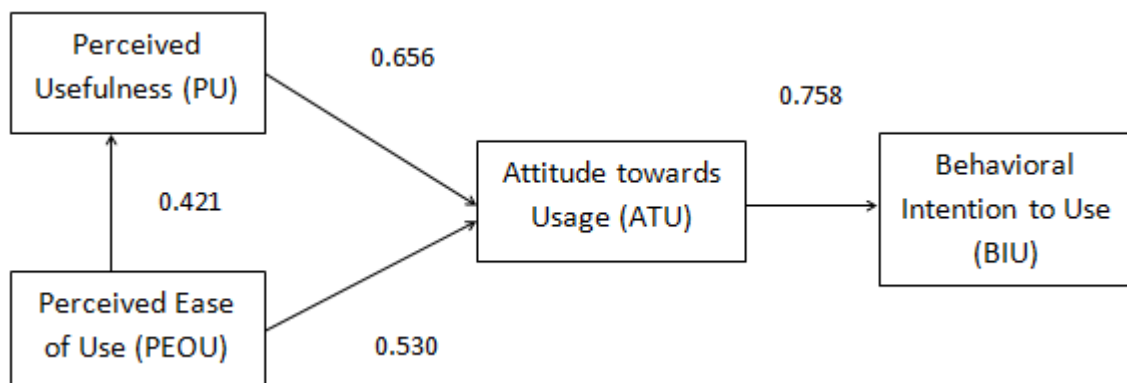 Perceived
Usefulness (PU)
0.656
0.758
Attitude towards
Usage (ATU)
Behavioral
Intention to Use
(BIU)
0.421
Perceived Ease
of Use (PEOU)
0.530